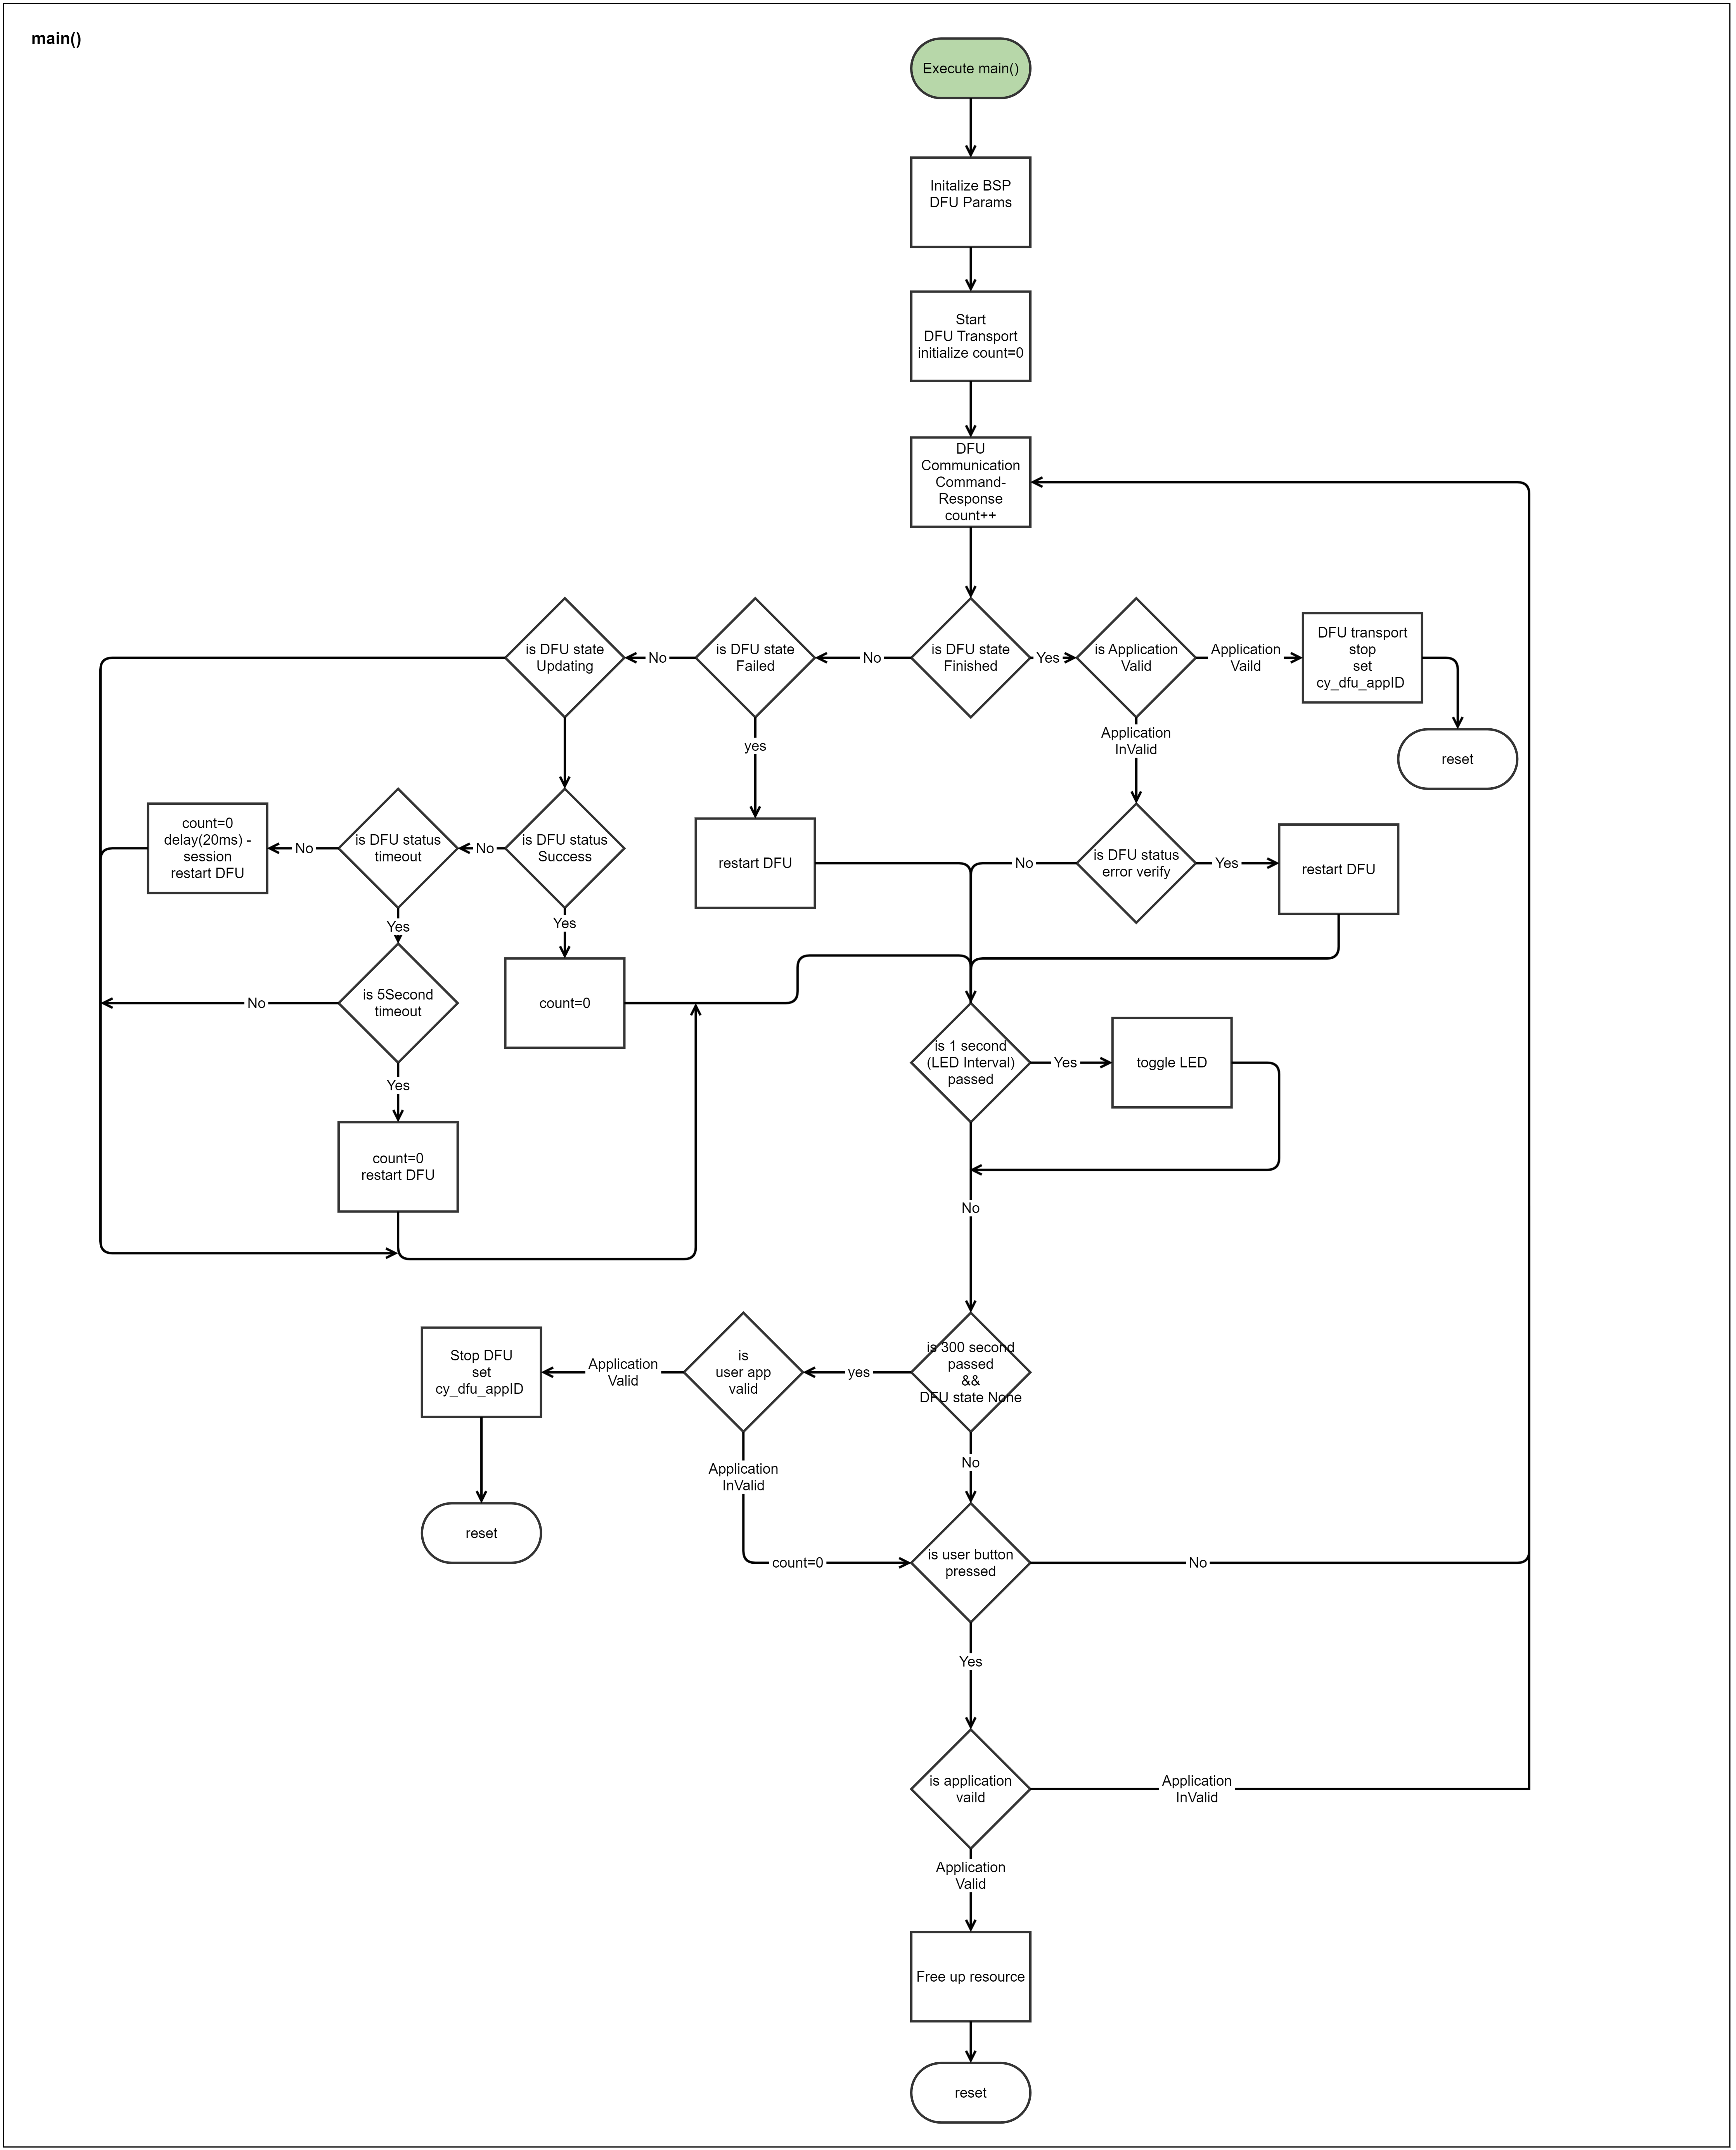 main()
Execute main()
Initalize BSP
DFU Params
Start
DFU Transport
initialize count=0
DFU
Communication
Command-
Response
count++
is DFU state
Updating
No
is DFU state
Failed
No
is DFU state
Finished
Yes
is Application
Valid
Application
Vaild
DFU transport
stop
set
cy_dfu_appID
yes
Application
InValid
reset
count=0
delay(20ms) -
session
restart DFU
No
is DFU status
timeout
No
is DFU status
Success
restart DFU
No
is DFU status
error verify
Yes
restart DFU
Yes
Yes
No
is 5Second
timeout
count=0
is 1 second
(LED Interval)
passed
Yes
toggle LED
Yes
count=0
restart DFU
No
Stop DFU
set
cy_dfu_appID
Application
Valid
is
user app
valid
yes
is 300 second
passed
&&
DFU state None
Application
InValid
No
reset
count=0
is user button
pressed
No
Yes
is application
vaild
Application
InValid
Application
Valid
Free up resource
reset